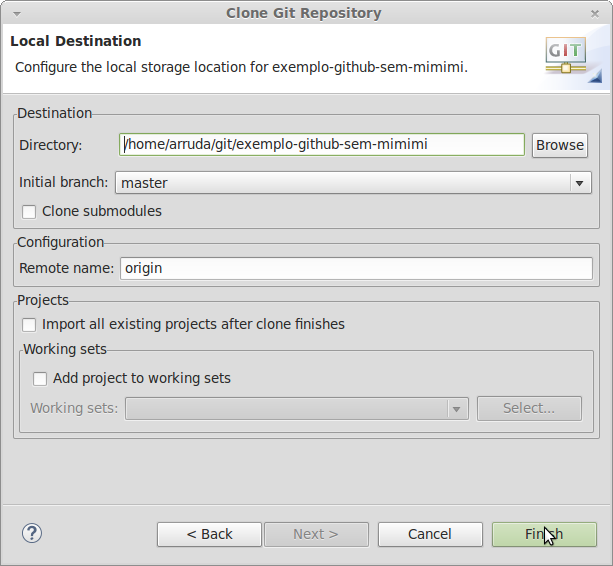 Clone Git Repository
Local Destination
Configure the local storage location for exemplo-github-sem-mimimi.
GIT
Destination
Directory: /home/arruda/git/exemplo-github-sem-mimimi Browse
Initial branch: master
Clone submodules
Configuration
Remote name: origin
Projects
Import all existing projects after clone finishes
Working sets
Add project to working sets
Working sets: Select...
? < Back Next > Cancel Finish